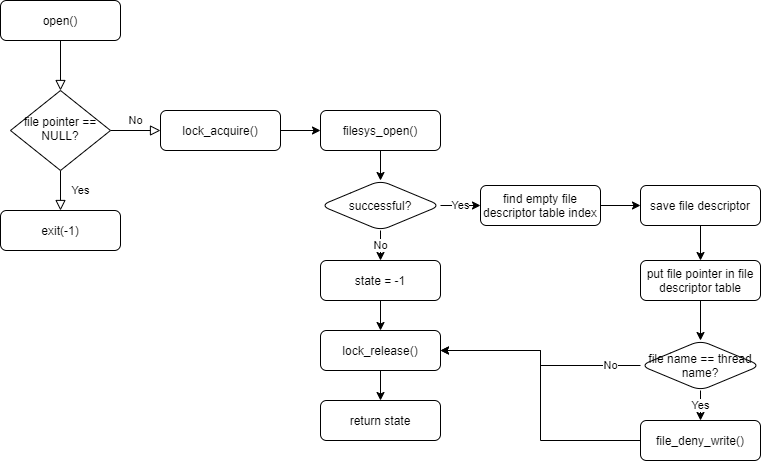 open()
file pointer ==
NULL?
No
lock_acquire()
filesys_open()
Yes
exit(-1)
successful?
Yes
find empty file
descriptor table index
save file descriptor
No
state = -1
put file pointer in file
descriptor table
lock_release()
file name == thread
name?
No
Yes
return state
file_deny_write()